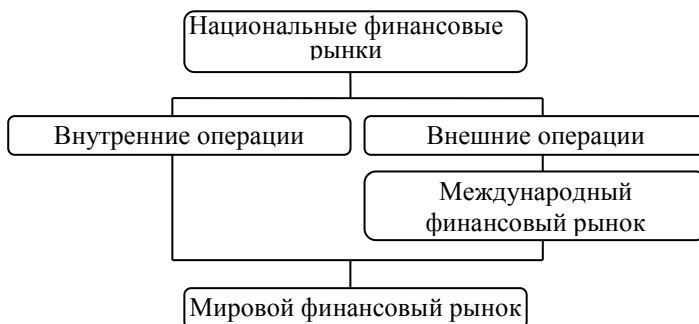 Национальные финансовые
рынки
Внутренние операции
Внешние операции
Международный
финансовый рынок
Мировой финансовый рынок